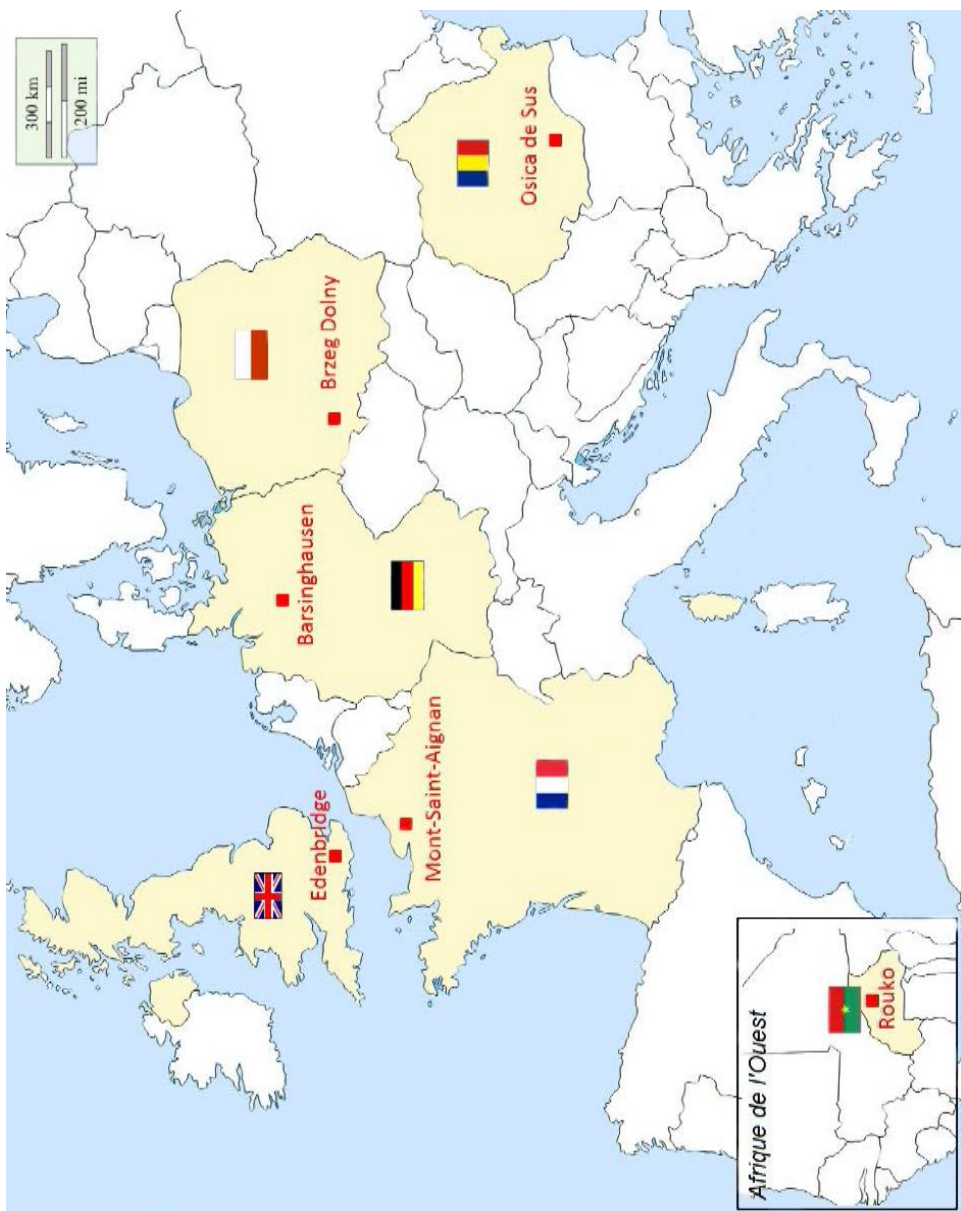 300 km
200 mi
Edenbridge
Barsinghausen
Brzeg Dolny
Mont-Saint-Aignan
Osica de Sus
Afrique de l'Ouest
Rouko